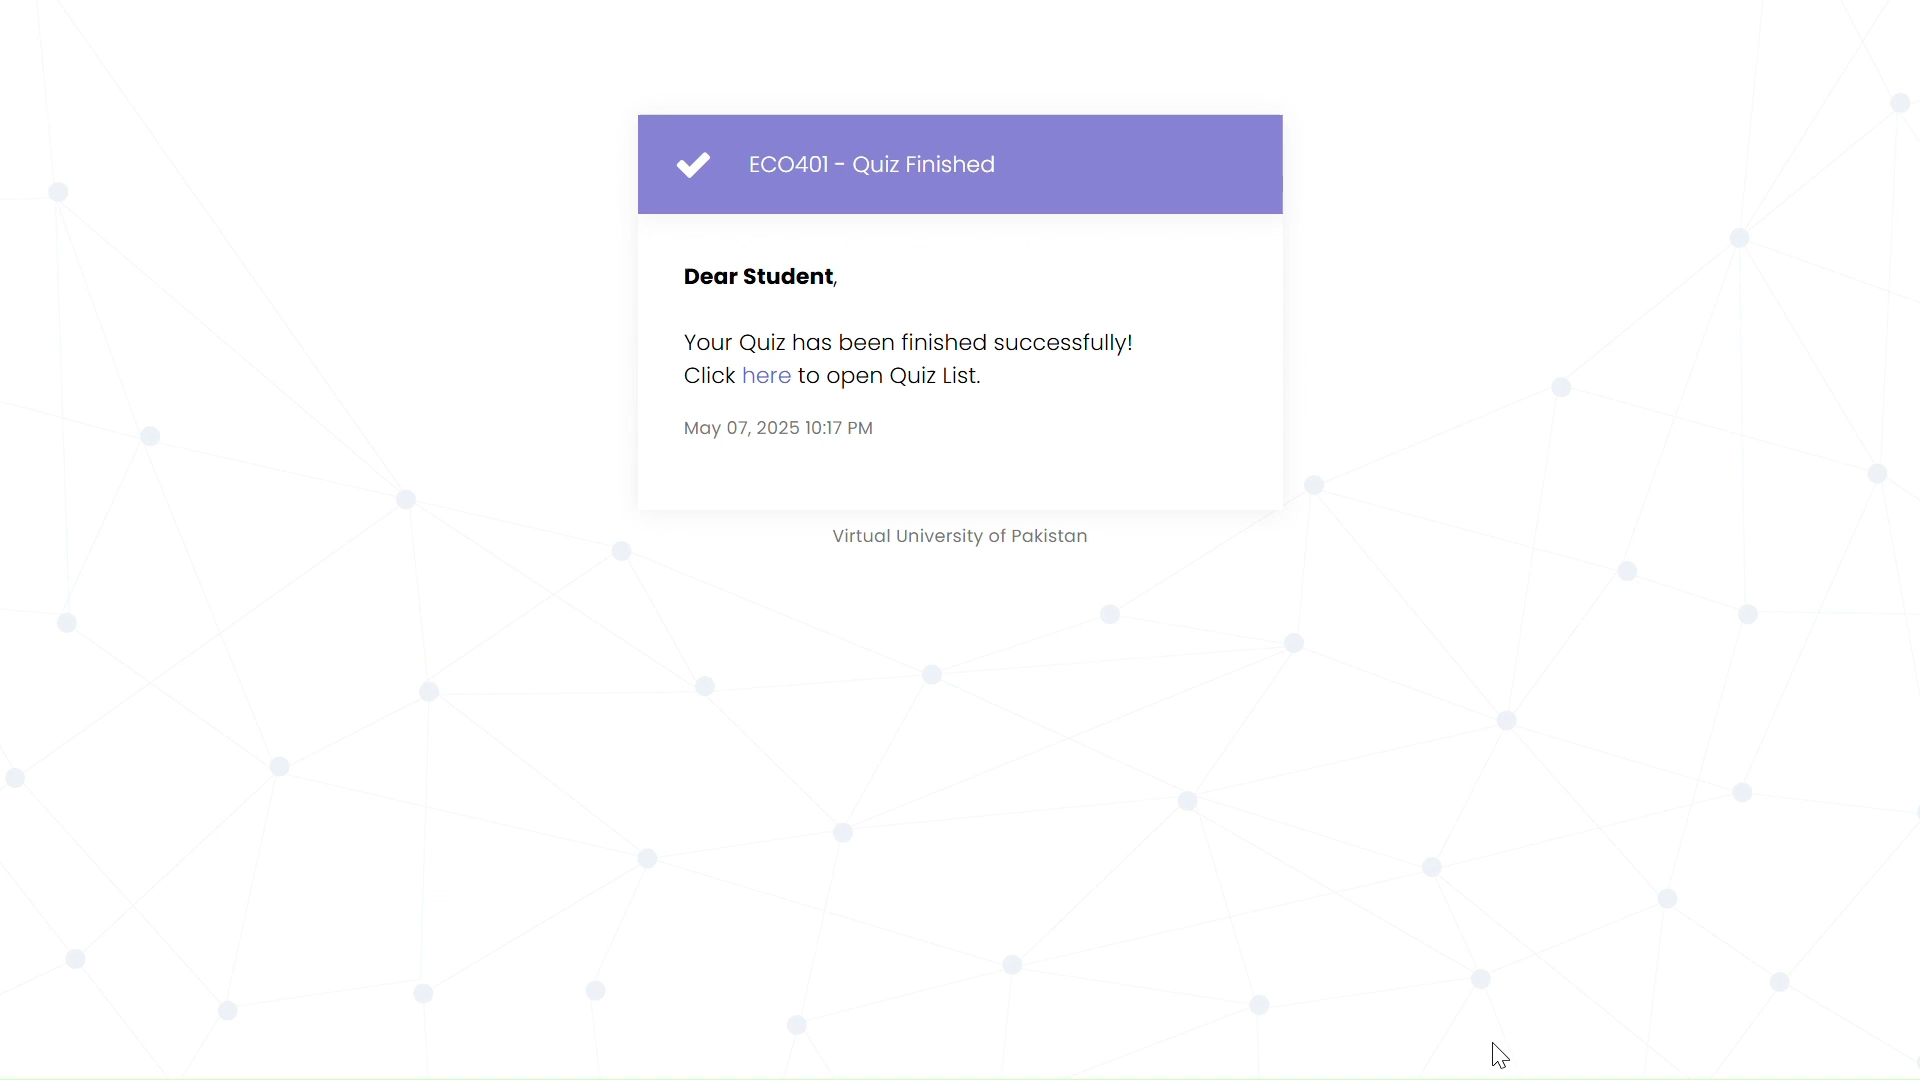 ECO401 - Quiz Finished
Dear Student,
Your Quiz has been finished successfully!
Click here to open Quiz List.
May 07, 2025 10:17 PM
Virtual University of Pakistan